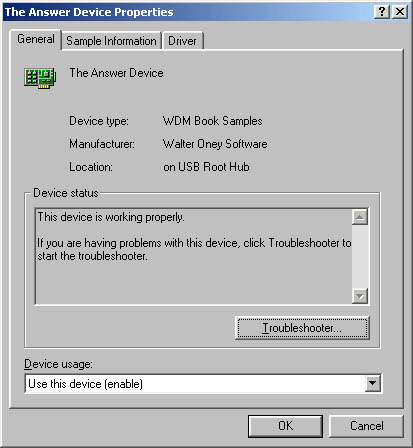 The Answer Device Properties
General Sample Information Driver
The Answer Device
Device type: WDM Book Samples
Manufacturer: Walter Oney Software
Location: on USB Root Hub
Device status
This device is working properly.
If you are having problems with this device, click Troubleshooter to
start the troubleshooter.
Troubleshooter...
Device usage:
Use this device (enable)
OK Cancel